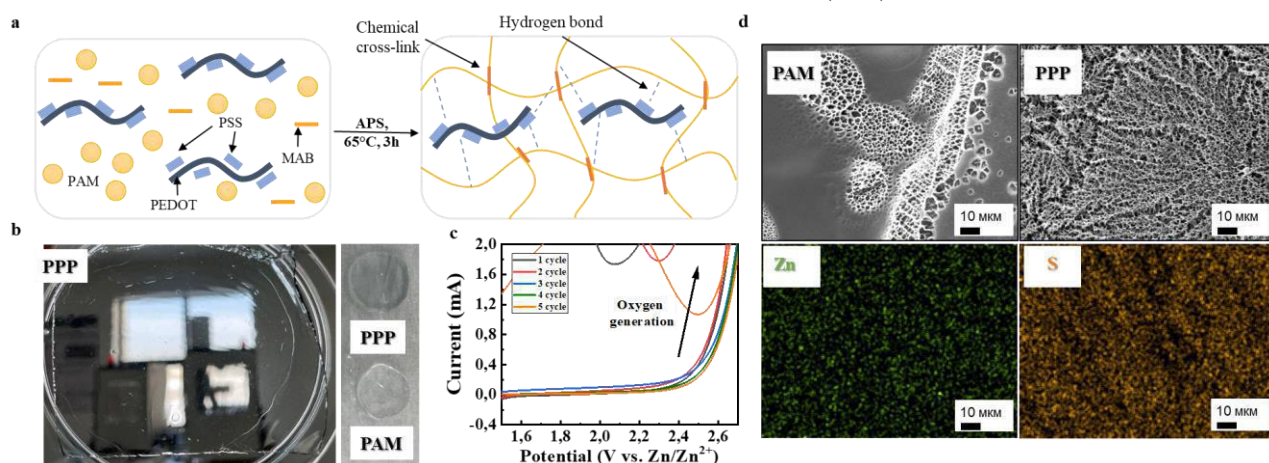 a
PSS
PAM
MAB
PEDOT
APS,
65°C, 3h
Chemical
cross-link
Hydrogen bond
b
PPP
PPP
PAM
c
2,0
1,6
1,2
0,8
0,4
0,0
-0,4
1 cycle
2 cycle
3 cycle
4 cycle
5 cycle
Oxygen
generation
Current (mA)
1,6
1,8
2,0
2,2
2,4
2,6
Potential (V vs. Zn/Zn²⁺)
d
PAM
10 мкм
PPP
10 мкм
Zn
10 мкм
S
10 мкм